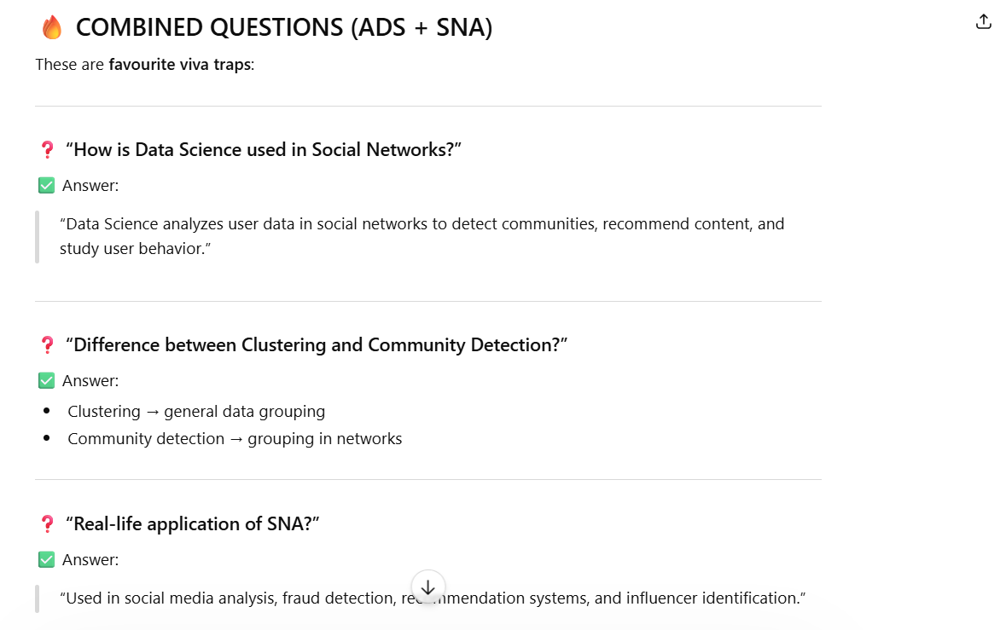 🔥 COMBINED QUESTIONS (ADS + SNA)
These are favourite viva traps:
❓ “How is Data Science used in Social Networks?”
✅ Answer:
“Data Science analyzes user data in social networks to detect communities, recommend content, and
study user behavior.”
❓ “Difference between Clustering and Community Detection?”
✅ Answer:
• Clustering → general data grouping
• Community detection → grouping in networks
❓ “Real-life application of SNA?”
✅ Answer:
“Used in social media analysis, fraud detection, recommendation systems, and influencer identification.”